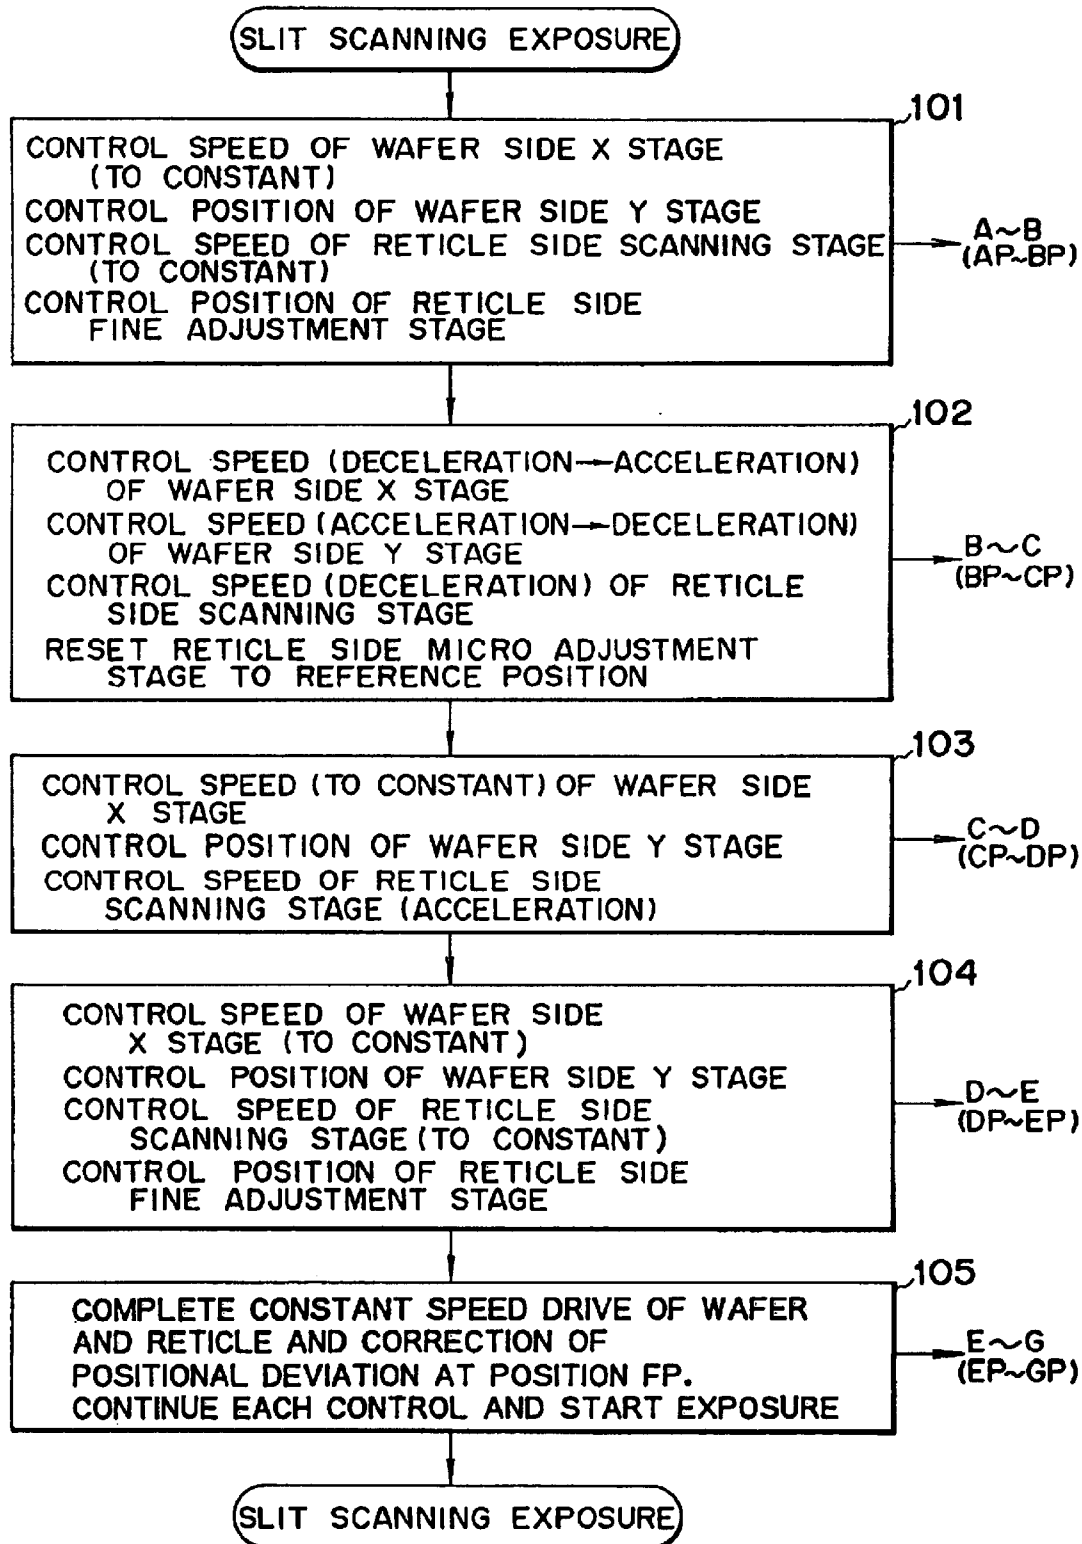 SLIT SCANNING EXPOSURE
101
CONTROL SPEED OF WAFER SIDE X STAGE
(TO CONSTANT)
CONTROL POSITION OF WAFER SIDE Y STAGE
CONTROL SPEED OF RETICLE SIDE SCANNING STAGE
(TO CONSTANT)
CONTROL POSITION OF RETICLE SIDE
FINE ADJUSTMENT STAGE
A~B
(AP~BP)
102
CONTROL SPEED (DECELERATION→ACCELERATION)
OF WAFER SIDE X STAGE
CONTROL SPEED (ACCELERATION→DECELERATION)
OF WAFER SIDE Y STAGE
CONTROL SPEED (DECELERATION) OF RETICLE
SIDE SCANNING STAGE
RESET RETICLE SIDE MICRO ADJUSTMENT
STAGE TO REFERENCE POSITION
B~C
(BP~CP)
103
CONTROL SPEED (TO CONSTANT) OF WAFER SIDE
X STAGE
CONTROL POSITION OF WAFER SIDE Y STAGE
CONTROL SPEED OF RETICLE SIDE
SCANNING STAGE (ACCELERATION)
C~D
(CP~DP)
104
CONTROL SPEED OF WAFER SIDE
X STAGE (TO CONSTANT)
CONTROL POSITION OF WAFER SIDE Y STAGE
CONTROL SPEED OF RETICLE SIDE
SCANNING STAGE (TO CONSTANT)
CONTROL POSITION OF RETICLE SIDE
FINE ADJUSTMENT STAGE
D~E
(DP~EP)
105
COMPLETE CONSTANT SPEED DRIVE OF WAFER
AND RETICLE AND CORRECTION OF
POSITIONAL DEVIATION AT POSITION FP.
CONTINUE EACH CONTROL AND START EXPOSURE
E~G
(EP~GP)
SLIT SCANNING EXPOSURE